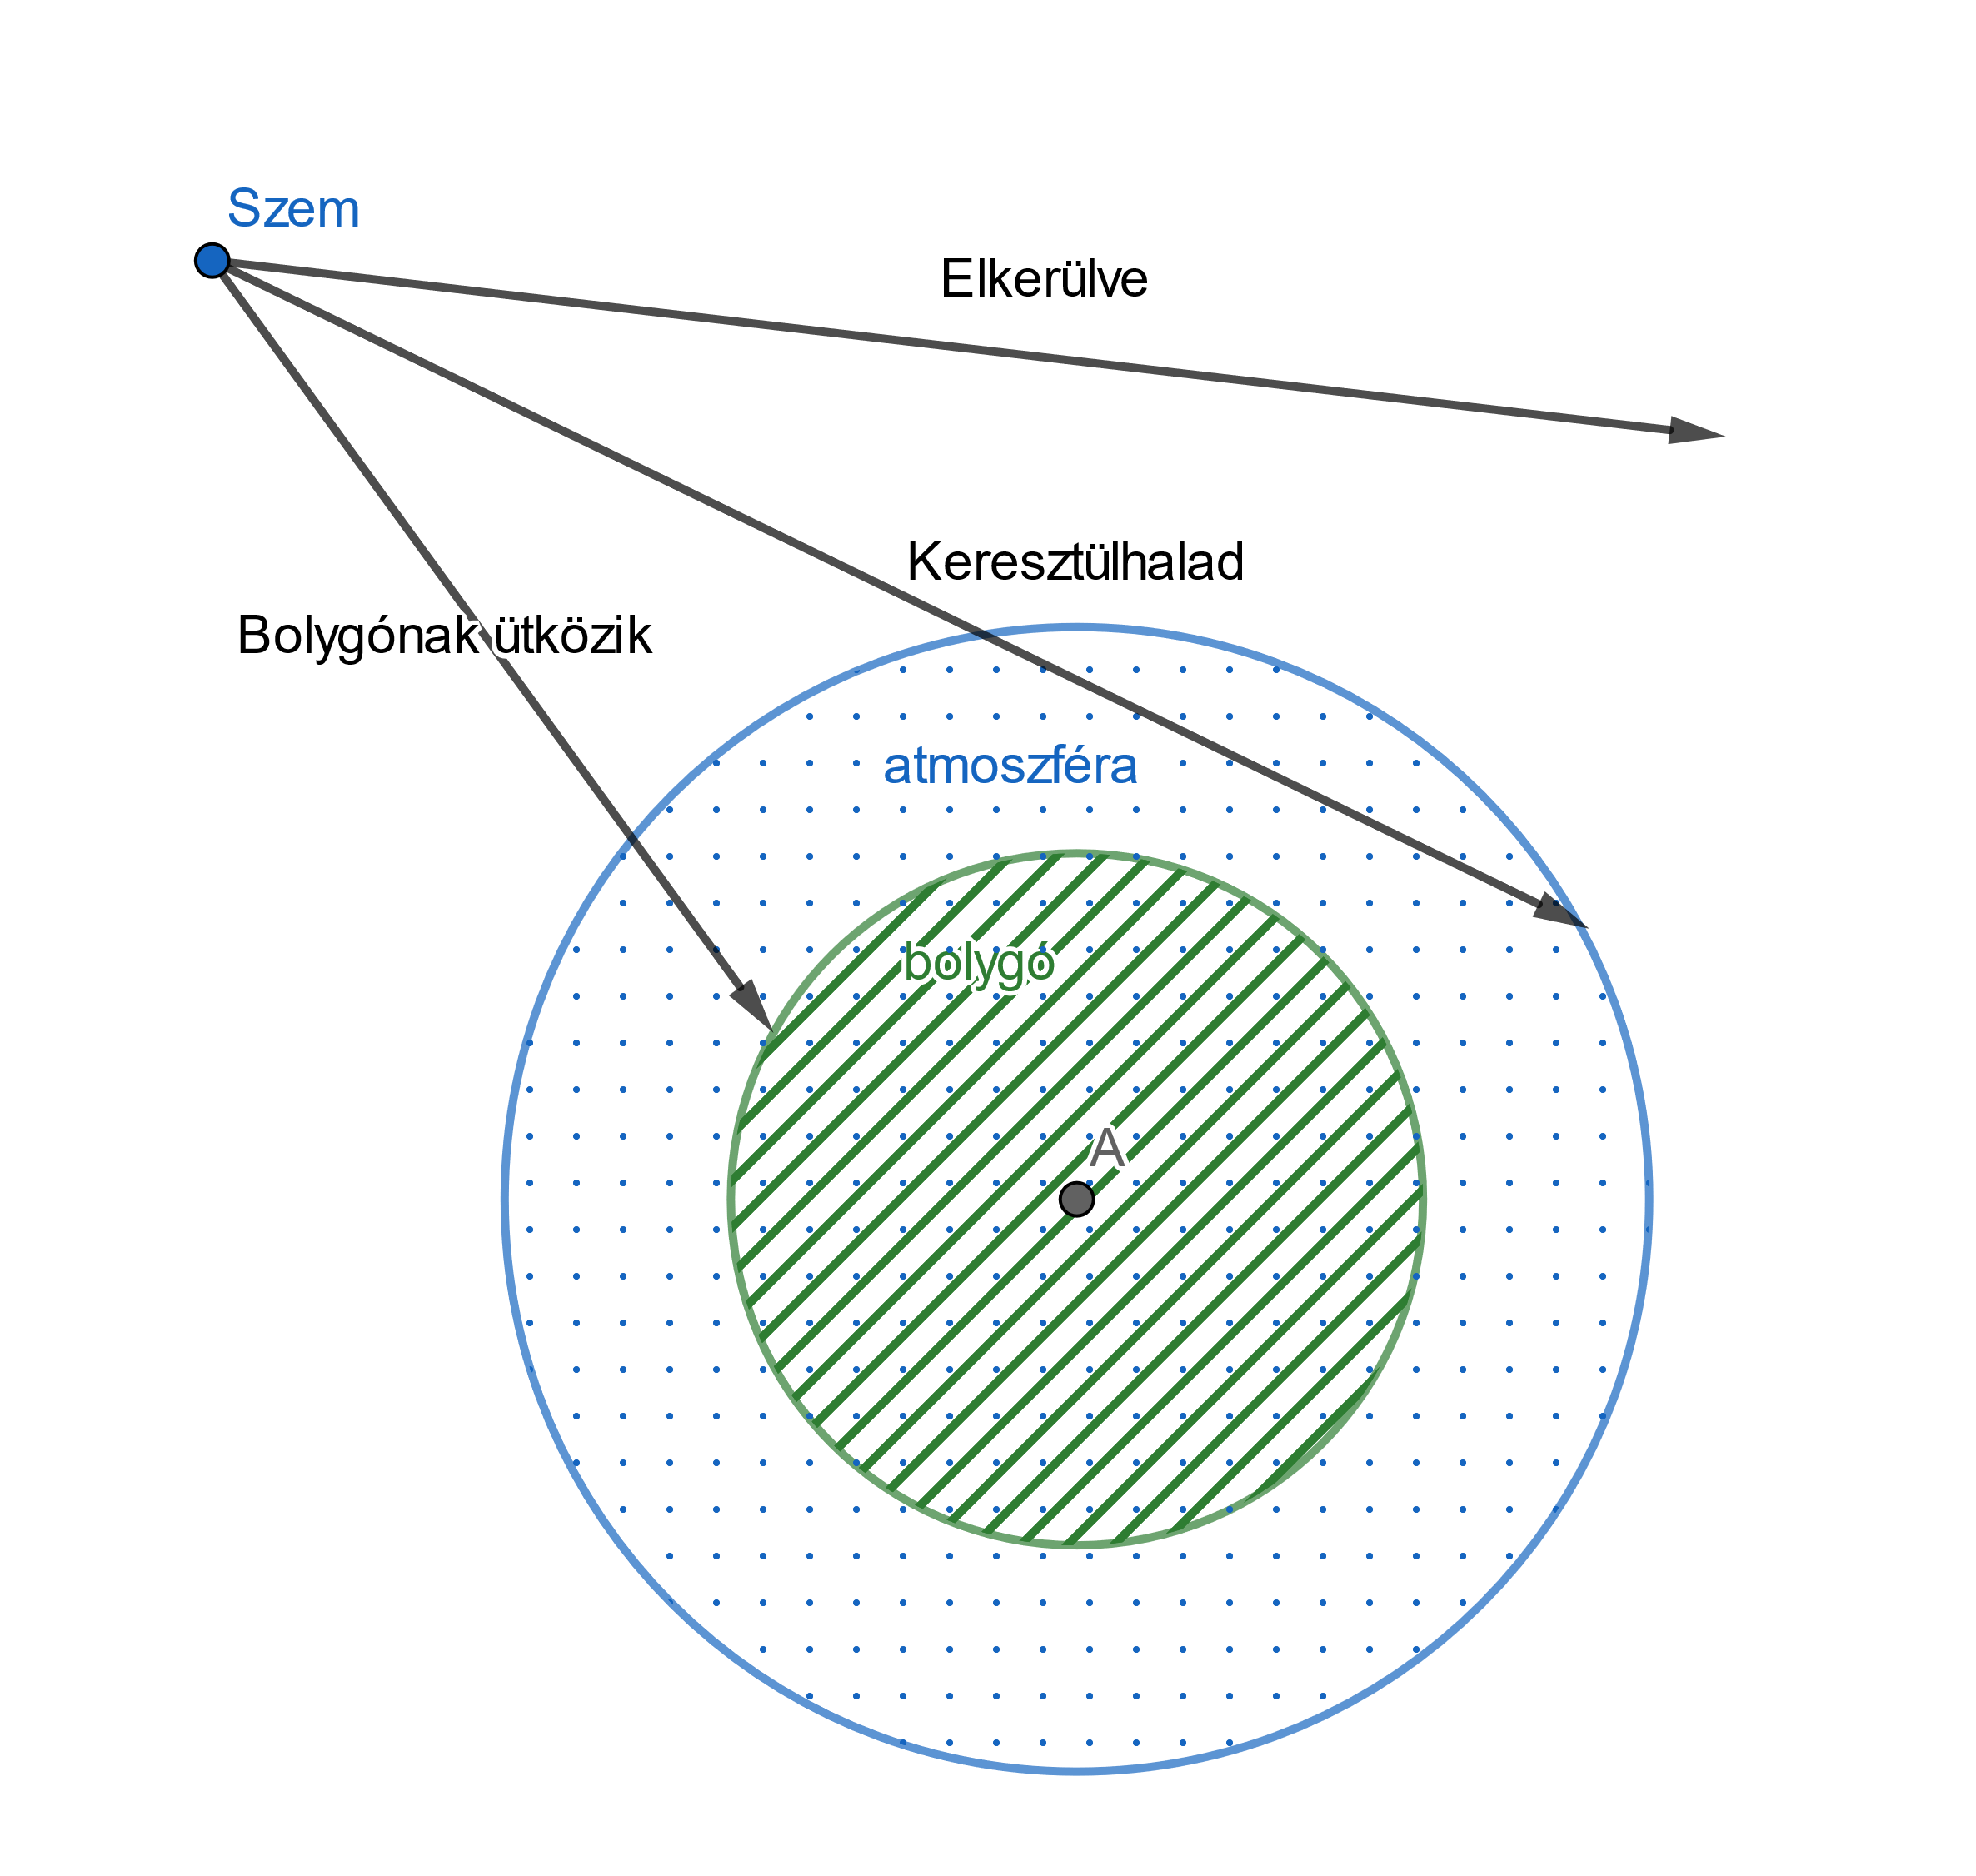 Szem
Elkerülve
Keresztülhalad
Bolygónak ütközik
atmoszféra
bolygó
A